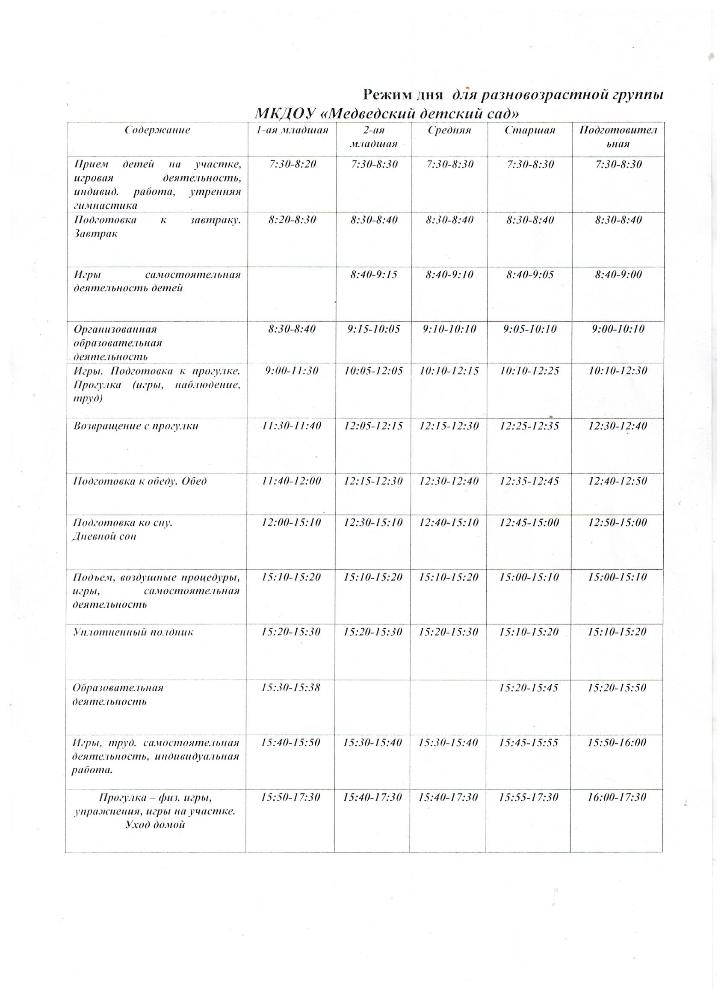 Режим дня для разновозрастной группы
МКДОУ «Медведский детский сад»
Содержание 1-ая младшая 2-ая Средняя Старшая Подготовител
младшая ьная
Прием детей на участке, 7:30-8:20 7:30-8:30 7:30-8:30 7:30-8:30 7:30-8:30
игровая деятельность,
индивид. работа, утренняя
гимнастика
Подготовка к завтраку. 8:20-8:30 8:30-8:40 8:30-8:40 8:30-8:40 8:30-8:40
Завтрак
Игры самостоятельная 8:40-9:15 8:40-9:10 8:40-9:05 8:40-9:00
деятельность детей
Организованная 8:30-8:40 9:15-10:05 9:10-10:10 9:05-10:10 9:00-10:10
образовательная
деятельность
Игры. Подготовка к прогулке. 9:00-11:30 10:05-12:05 10:10-12:15 10:10-12:25 10:10-12:30
Прогулка (игры, наблюдение,
труд)
Возвращение с прогулки 11:30-11:40 12:05-12:15 12:15-12:30 12:25-12:35 12:30-12:40
Подготовка к обеду. Обед 11:40-12:00 12:15-12:30 12:30-12:40 12:35-12:45 12:40-12:50
Подготовка ко сну. 12:00-15:10 12:30-15:10 12:40-15:10 12:45-15:00 12:50-15:00
Дневной сон
Подъем, воздушные процедуры, 15:10-15:20 15:10-15:20 15:10-15:20 15:00-15:10 15:00-15:10
игры, самостоятельная
деятельность
Уплотненный полдник 15:20-15:30 15:20-15:30 15:20-15:30 15:10-15:20 15:10-15:20
Образовательная 15:30-15:38 15:20-15:45 15:20-15:50
деятельность
Игры, труд. самостоятельная 15:40-15:50 15:30-15:40 15:30-15:40 15:45-15:55 15:50-16:00
деятельность, индивидуальная
работа.
Прогулка – физ. игры, 15:50-17:30 15:40-17:30 15:40-17:30 15:55-17:30 16:00-17:30
упражнения, игры на участке.
Уход домой